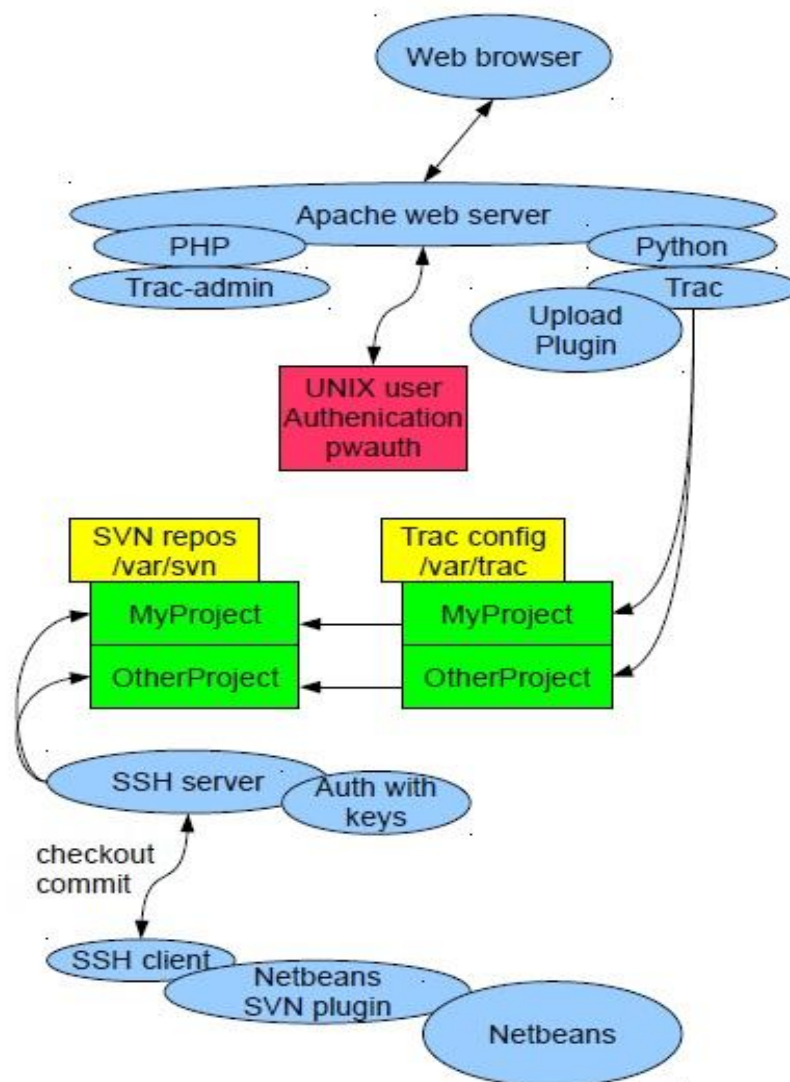 Web browser
Apache web server
PHP
Python
Trac-admin
Trac
Upload
Plugin
UNIX user
Authenication
pwauth
SVN repos
/var/svn
Trac config
/var/trac
MyProject
MyProject
OtherProject
OtherProject
SSH server
Auth with
keys
checkout
commit
SSH client
Netbeans
SVN plugin
Netbeans